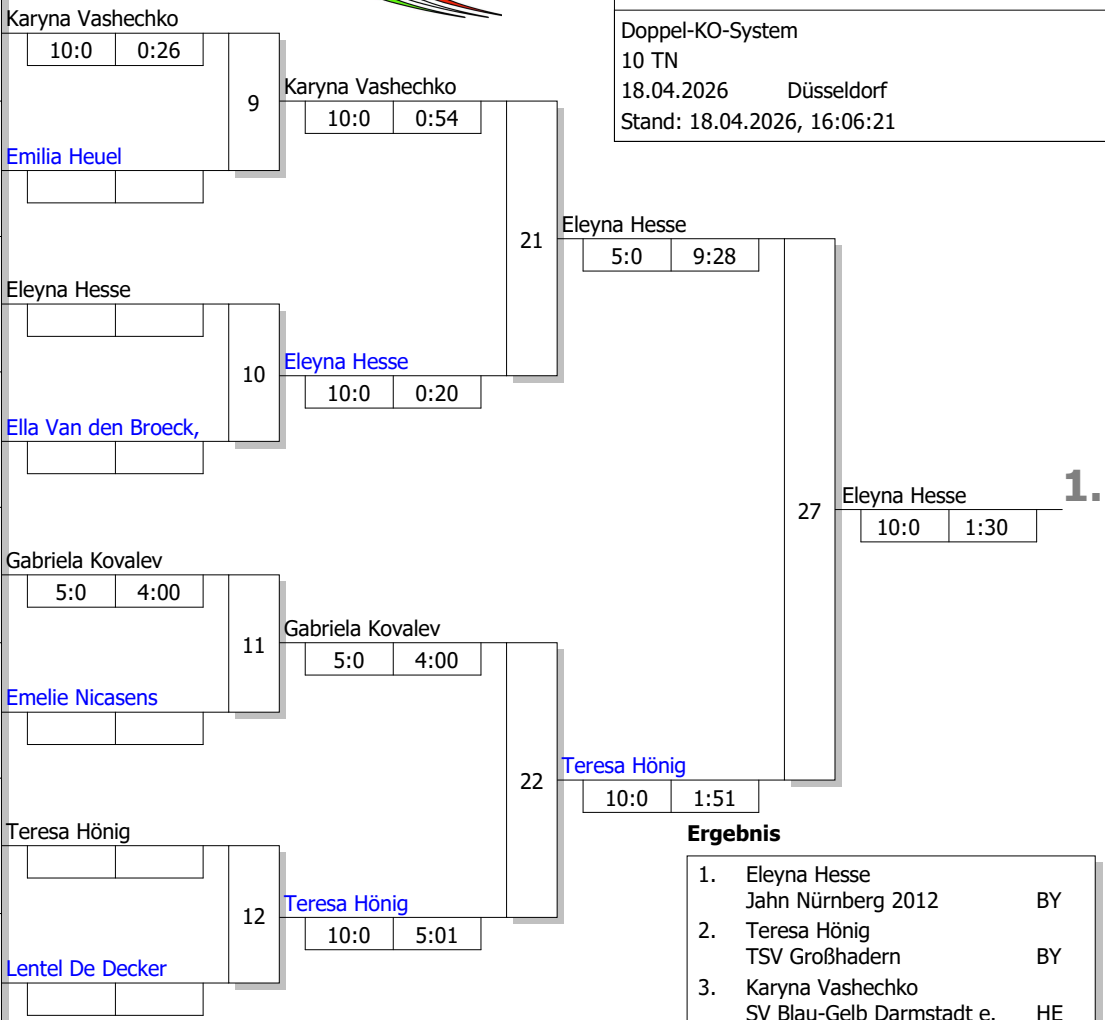 Karyna Vashechko
10:0 0:26
9
Emilia Heuel
Karyna Vashechko
10:0 0:54
Doppel-KO-System
10 TN
18.04.2026 Düsseldorf
Stand: 18.04.2026, 16:06:21
21
Eleyna Hesse
5:0 9:28
Eleyna Hesse
10
Eleyna Hesse
10:0 0:20
Ella Van den Broeck,
27
Eleyna Hesse
10:0 1:30
1.
Gabriela Kovalev
5:0 4:00
11
Gabriela Kovalev
5:0 4:00
Emelie Nicasens
22
Teresa Hönig
10:0 1:51
Teresa Hönig
12
Teresa Hönig
10:0 5:01
Lentel De Decker
Ergebnis
1. Eleyna Hesse
Jahn Nürnberg 2012 BY
2. Teresa Hönig
TSV Großhadern BY
3. Karyna Vashechko
SV Blau-Gelb Darmstadt e. HE